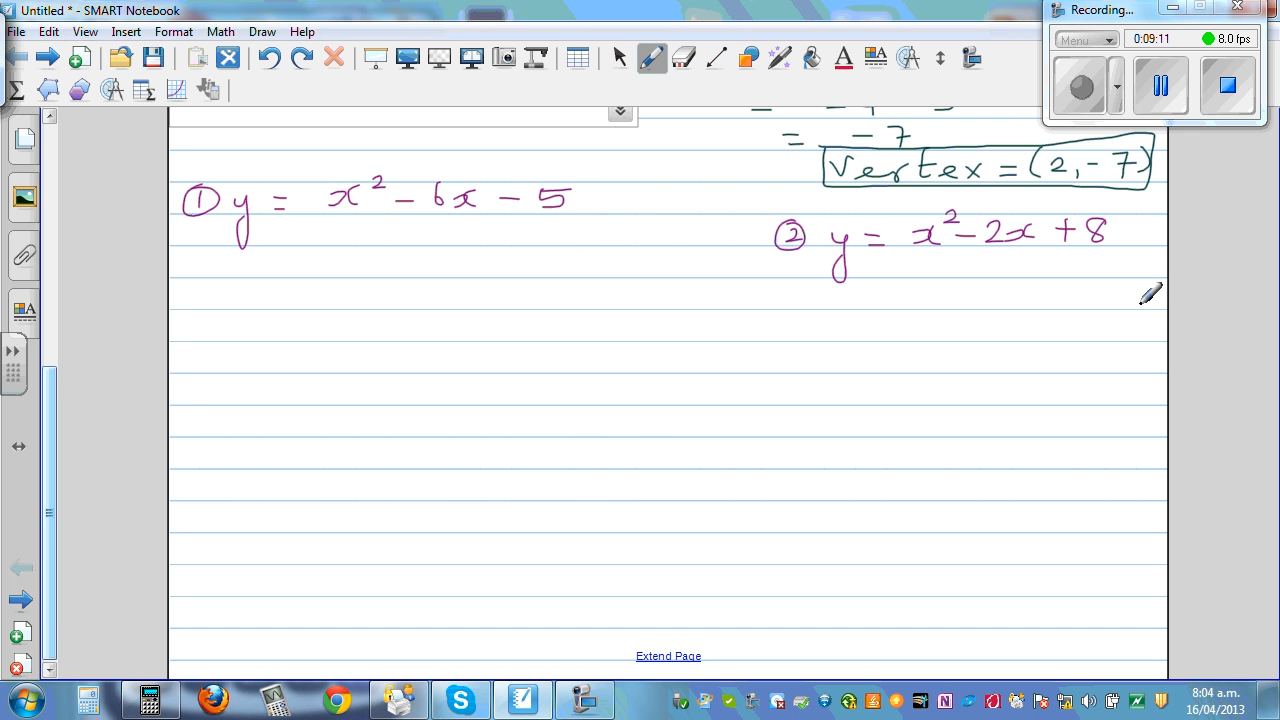 Untitled * - SMART Notebook
File Edit View Insert Format Math Draw Help
Recording...
Menu
0:09:11
8.0 fps
= - 7
Vertex = (2, - 7)
① y = x² - 6x - 5
② y = x² - 2x + 8
Extend Page
8:04 a.m.
16/04/2013